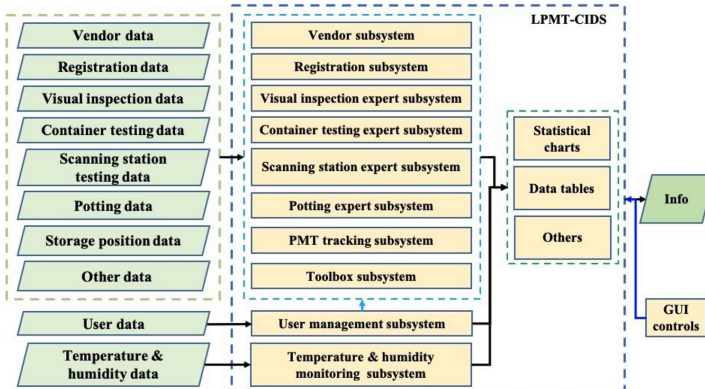 LPMT-CIDS
Vendor data
Registration data
Visual inspection data
Container testing data
Scanning station
testing data
Potting data
Storage position data
Other data
User data
Temperature &
humidity data
Vendor subsystem
Registration subsystem
Visual inspection expert subsystem
Container testing expert subsystem
Scanning station expert subsystem
Potting expert subsystem
PMT tracking subsystem
Toolbox subsystem
User management subsystem
Temperature & humidity
monitoring subsystem
Statistical
charts
Data tables
Others
Info
GUI
controls